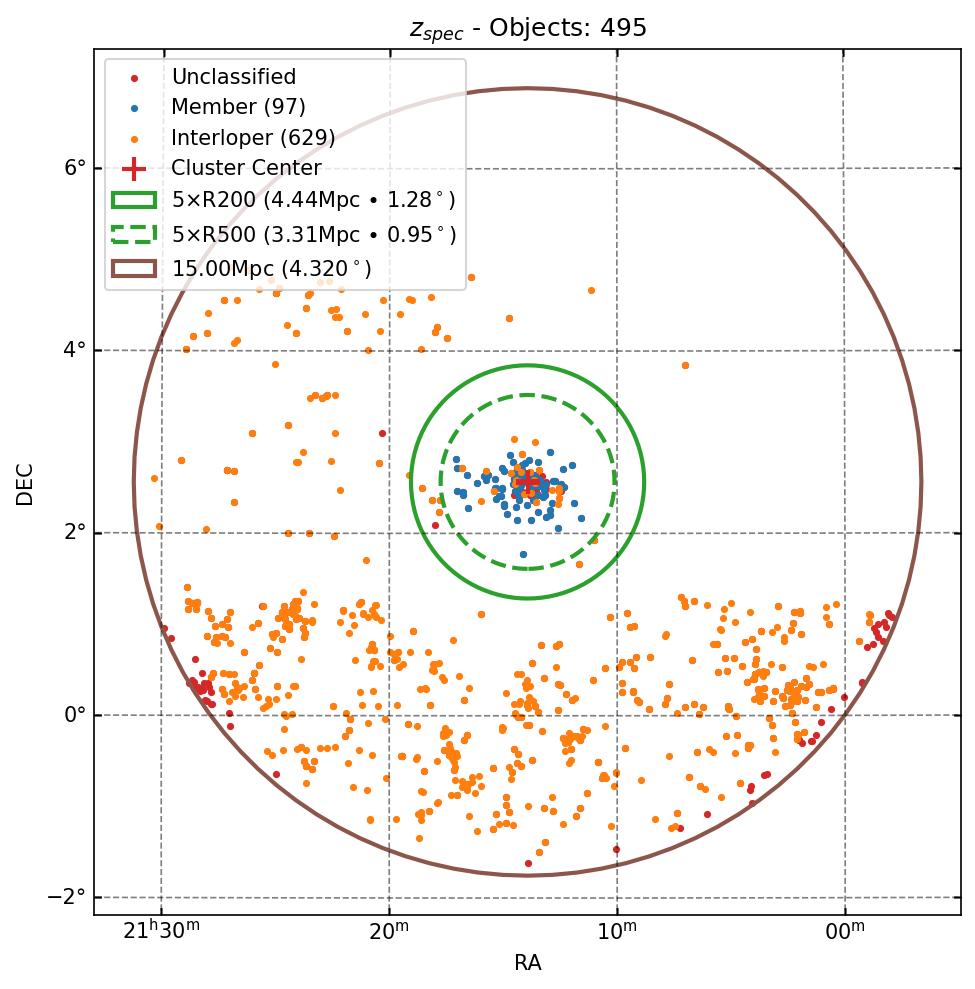 z_spec - Objects: 495
Unclassified
Member (97)
Interloper (629)
Cluster Center
5×R200 (4.44Mpc • 1.28°)
5×R500 (3.31Mpc • 0.95°)
15.00Mpc (4.320°)
6°
4°
2°
0°
−2°
DEC
21ʰ30ᵐ 20ᵐ 10ᵐ 00ᵐ
RA